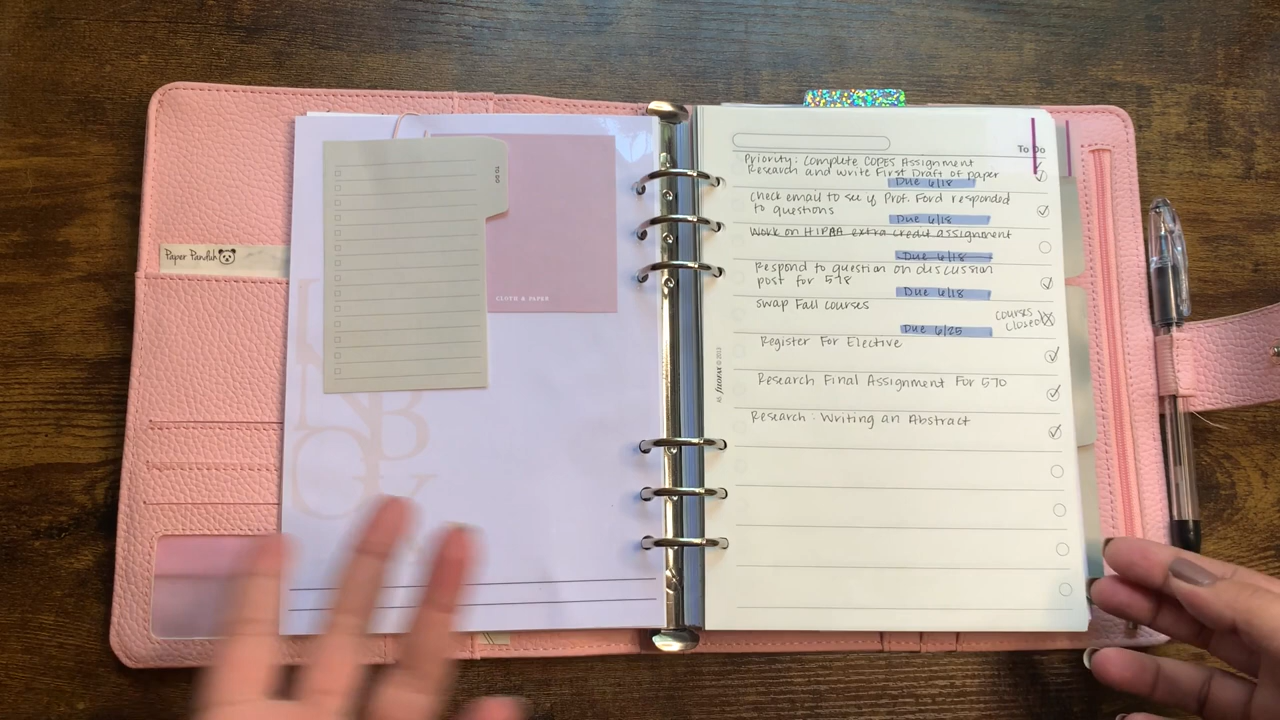 Paper Panduh
TO DO
CLOTH & PAPER
To Do
Priority: Complete COPES Assignment
Research and write First Draft of paper
Due 6/18
Check email to see if Prof. Ford responded
to questions
Due 6/18
Work on HIPAA extra credit assignment
Due 6/18
Respond to question on discussion
post for 578
Due 6/18
Swap Fall courses
courses
closed
Due 6/25
Register For Elective
Research Final Assignment For 570
Research: Writing an Abstract
A5
filofax © 2013